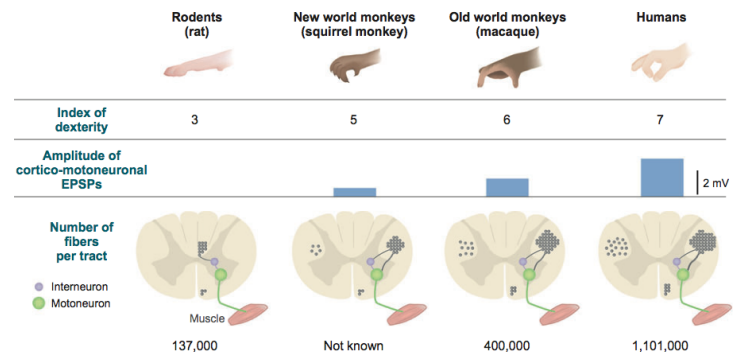 Rodents
(rat)
New world monkeys
(squirrel monkey)
Old world monkeys
(macaque)
Humans
Index of
dexterity
3
5
6
7
Amplitude of
cortico-motoneuronal
EPSPs
2 mV
Number of
fibers
per tract
Interneuron
Motoneuron
Muscle
137,000
Not known
400,000
1,101,000